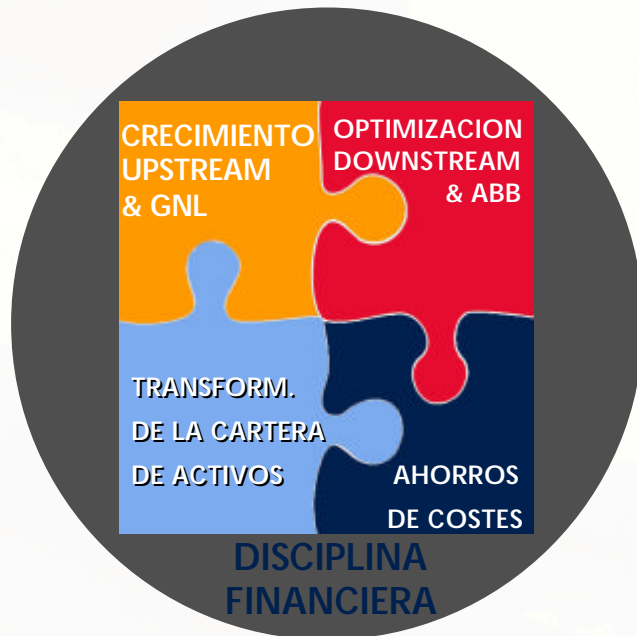 CRECIMIENTO
UPSTREAM
& GNL
OPTIMIZACION
DOWNSTREAM
& ABB
TRANSFORM.
DE LA CARTERA
DE ACTIVOS
AHORROS
DE COSTES
DISCIPLINA
FINANCIERA